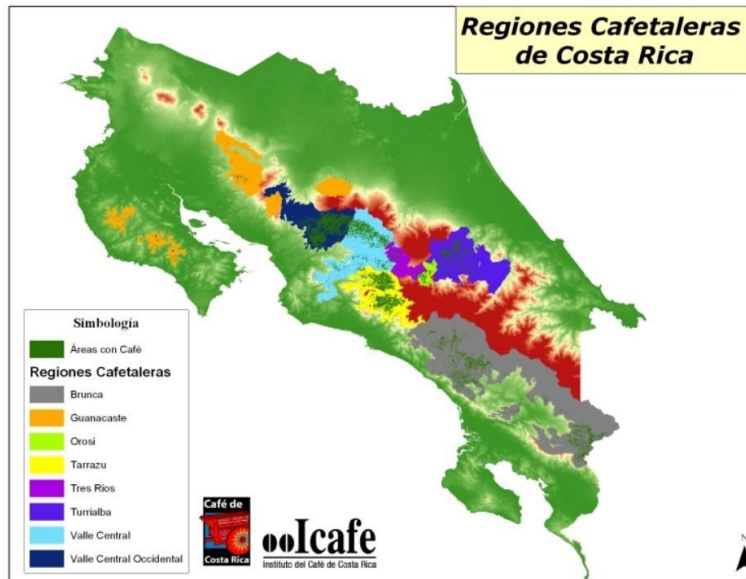 Regiones Cafetaleras
de Costa Rica
Simbología
Áreas con Café
Regiones Cafetaleras
Brunca
Guanacaste
Orosi
Tarrazu
Tres Rios
Turrialba
Valle Central
Valle Central Occidental
Café de
Costa Rica
Icafe
Instituto del Café de Costa Rica
N